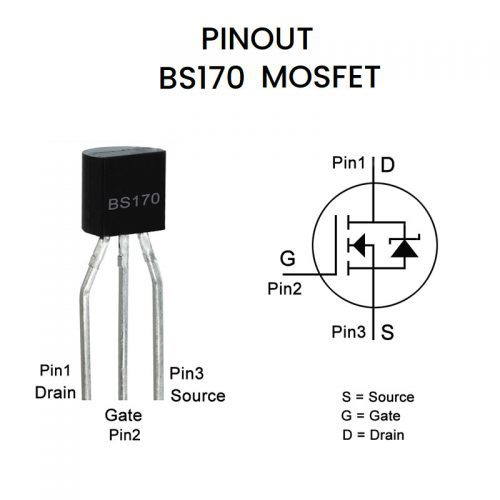 PINOUT
BS170 MOSFET
BS170
Pin1
Drain
Gate
Pin2
Pin3
Source
Pin1 D
G
Pin2
Pin3 S
S = Source
G = Gate
D = Drain